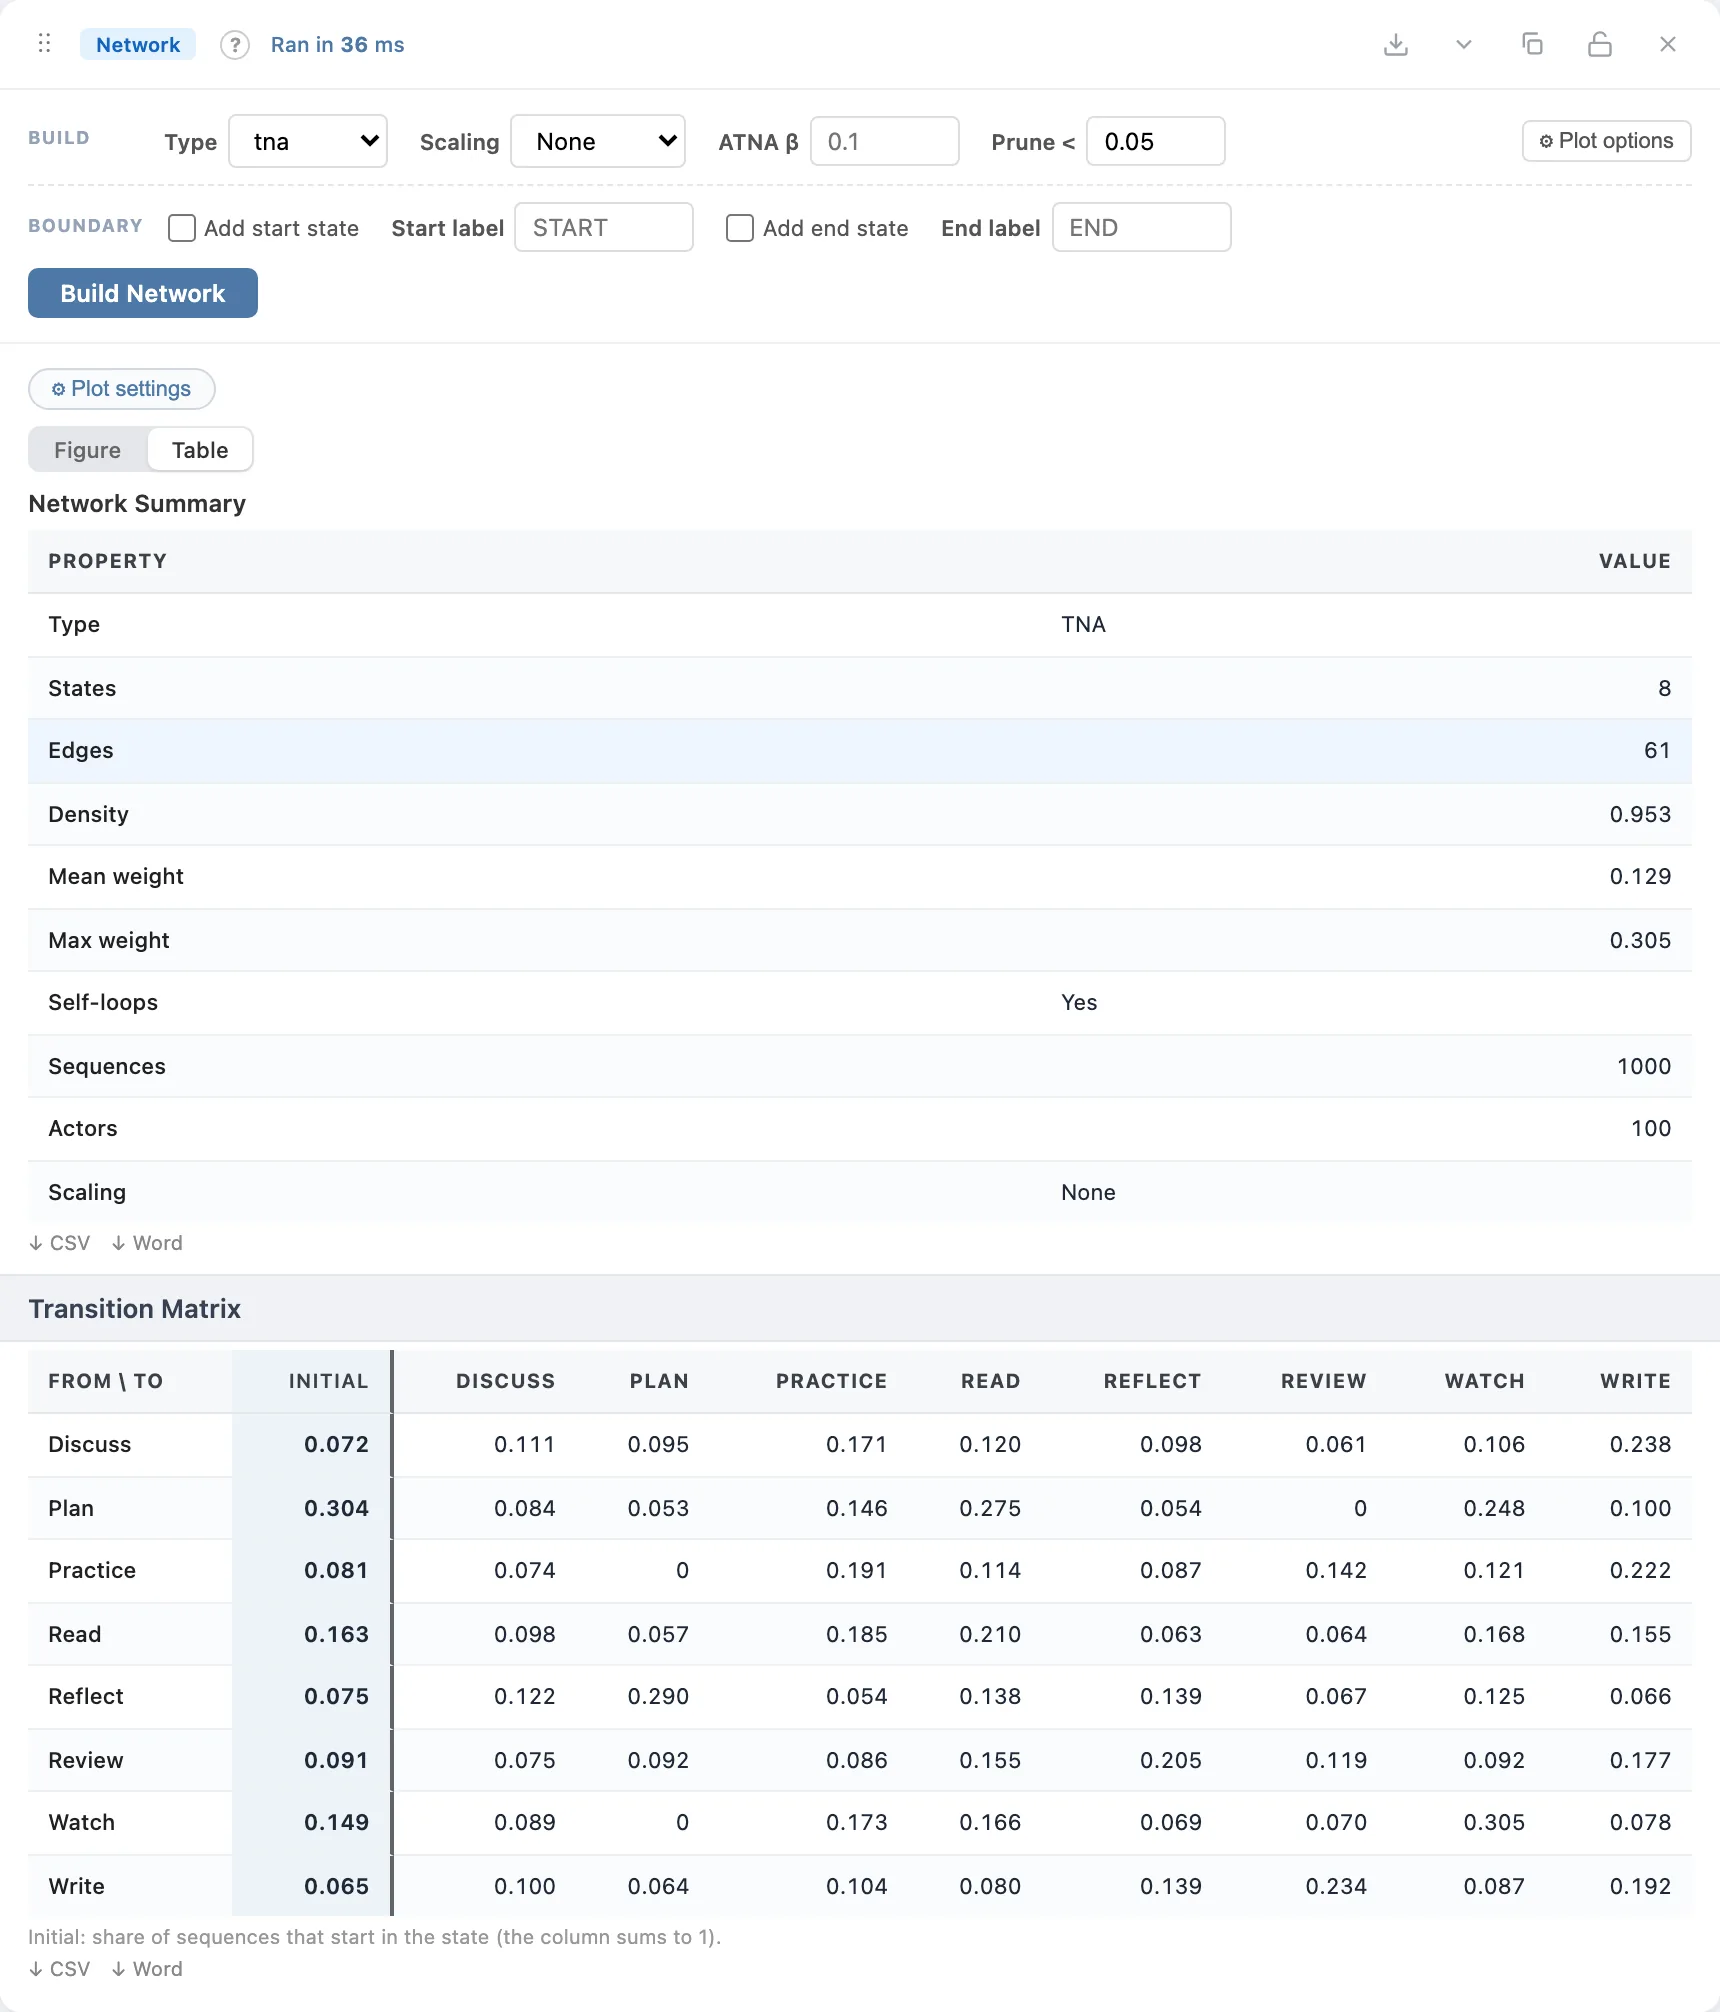 Network ? Ran in 36 ms
BUILD Type tna Scaling None ATNA β 0.1 Prune < 0.05 ⚙ Plot options
BOUNDARY Add start state Start label START Add end state End label END
Build Network
⚙ Plot settings
Figure Table
Network Summary
PROPERTY VALUE
Type TNA
States 8
Edges 61
Density 0.953
Mean weight 0.129
Max weight 0.305
Self-loops Yes
Sequences 1000
Actors 100
Scaling None
↓ CSV ↓ Word
Transition Matrix
FROM \ TO INITIAL DISCUSS PLAN PRACTICE READ REFLECT REVIEW WATCH WRITE
Discuss 0.072 0.111 0.095 0.171 0.120 0.098 0.061 0.106 0.238
Plan 0.304 0.084 0.053 0.146 0.275 0.054 0 0.248 0.100
Practice 0.081 0.074 0 0.191 0.114 0.087 0.142 0.121 0.222
Read 0.163 0.098 0.057 0.185 0.210 0.063 0.064 0.168 0.155
Reflect 0.075 0.122 0.290 0.054 0.138 0.139 0.067 0.125 0.066
Review 0.091 0.075 0.092 0.086 0.155 0.205 0.119 0.092 0.177
Watch 0.149 0.089 0 0.173 0.166 0.069 0.070 0.305 0.078
Write 0.065 0.100 0.064 0.104 0.080 0.139 0.234 0.087 0.192
Initial: share of sequences that start in the state (the column sums to 1).
↓ CSV ↓ Word